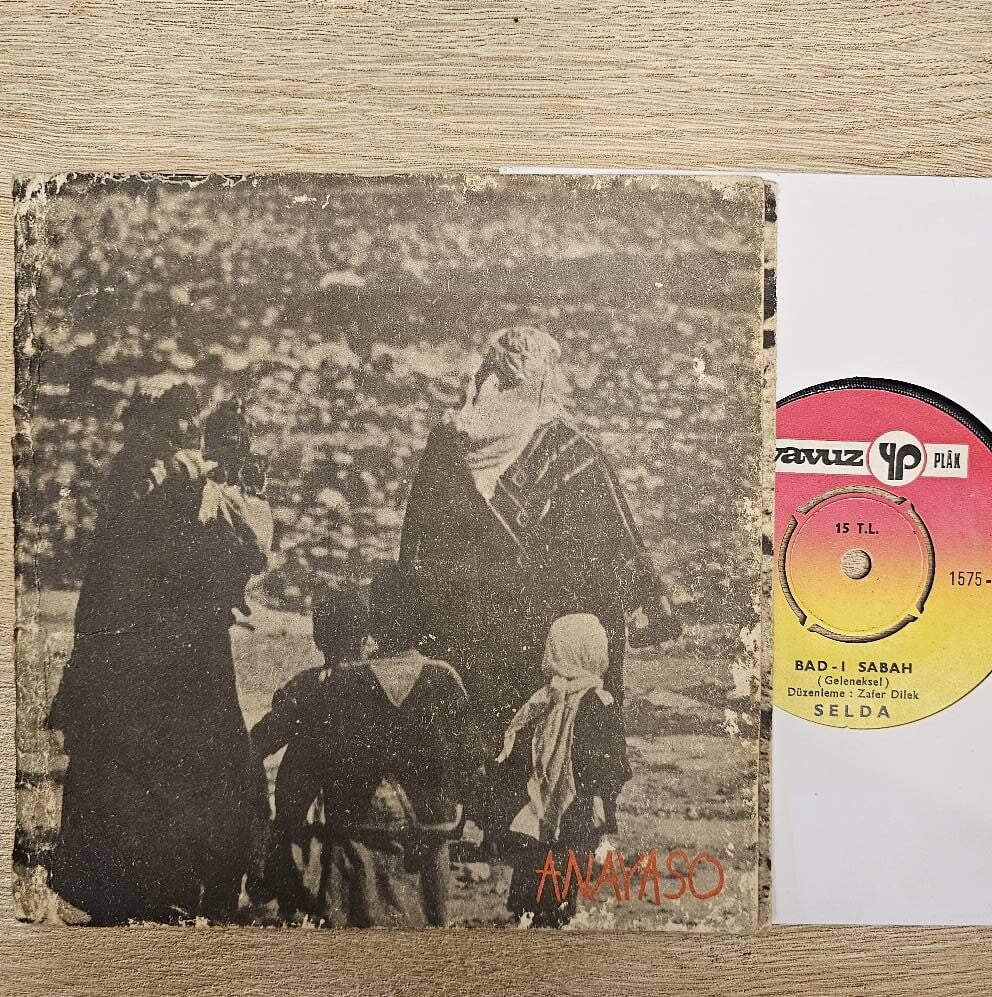 ANAYASO
yavuz YP PLÂK
15 T.L.
1575-
BAD-I SABAH
(Geleneksel)
Düzenleme : Zafer Dilek
SELDA